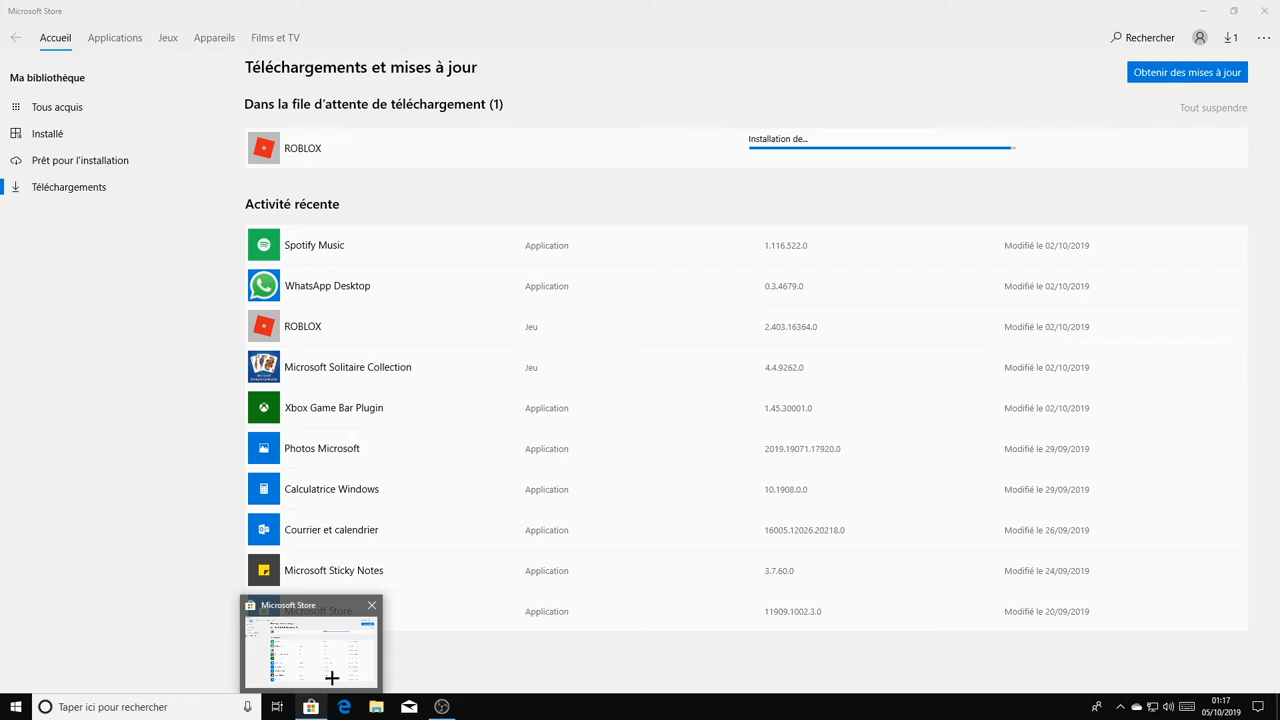 Microsoft Store
Accueil Applications Jeux Appareils Films et TV Rechercher 1
Ma bibliothèque
Tous acquis
Installé
Prêt pour l'installation
Téléchargements
Téléchargements et mises à jour
Obtenir des mises à jour
Dans la file d'attente de téléchargement (1)
Tout suspendre
ROBLOX Installation de...
Activité récente
Spotify Music Application 1.116.522.0 Modifié le 02/10/2019
WhatsApp Desktop Application 0.3.4679.0 Modifié le 02/10/2019
ROBLOX Jeu 2.403.16364.0 Modifié le 02/10/2019
Microsoft Solitaire Collection Jeu 4.4.9262.0 Modifié le 02/10/2019
Xbox Game Bar Plugin Application 1.45.30001.0 Modifié le 02/10/2019
Photos Microsoft Application 2019.19071.17920.0 Modifié le 29/09/2019
Calculatrice Windows Application 10.1908.0.0 Modifié le 29/09/2019
Courrier et calendrier Application 16005.12026.20218.0 Modifié le 26/09/2019
Microsoft Sticky Notes Application 3.7.60.0 Modifié le 24/09/2019
Microsoft Store Application 11909.1002.3.0 Modifié le 20/09/2019
Microsoft Store
Taper ici pour rechercher
01:17
05/10/2019